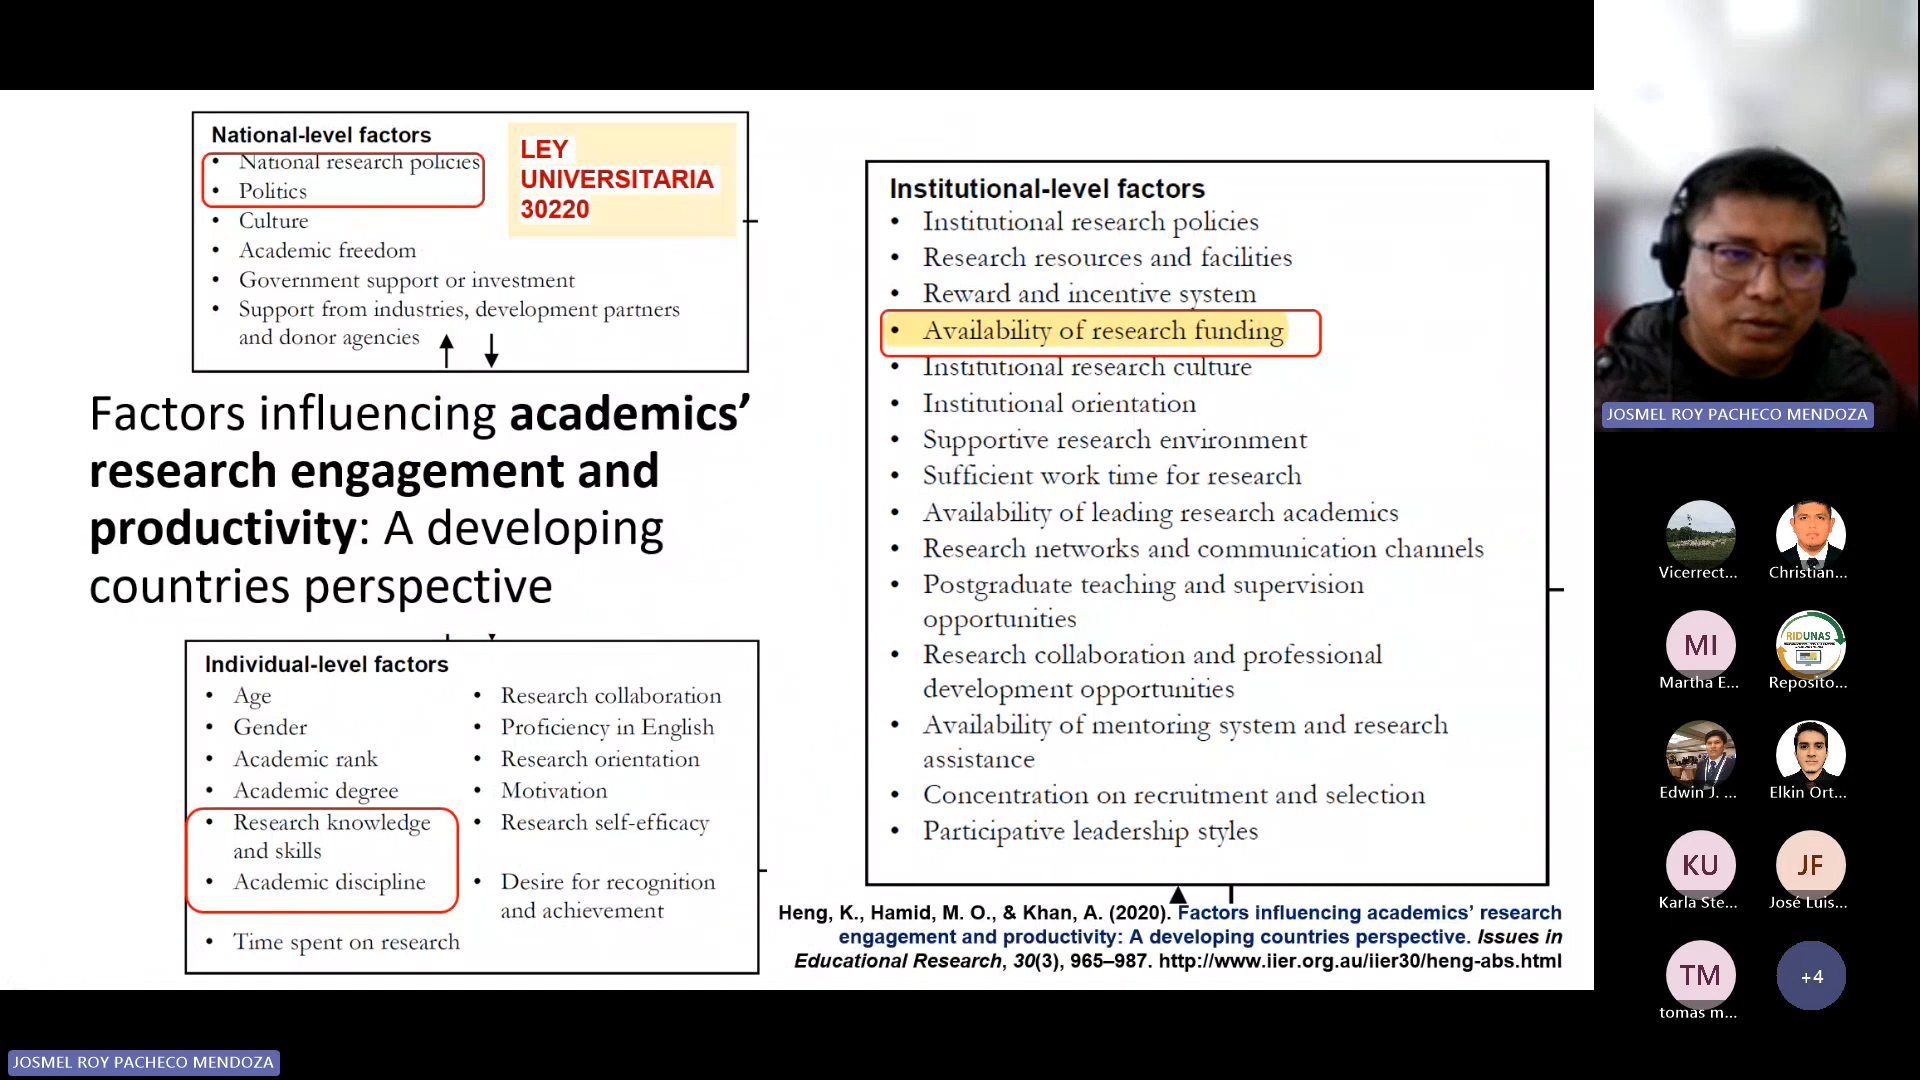 National-level factors
• National research policies
• Politics
• Culture
• Academic freedom
• Government support or investment
• Support from industries, development partners
and donor agencies
LEY
UNIVERSITARIA
30220
Factors influencing academics’
research engagement and
productivity: A developing
countries perspective
Individual-level factors
• Age
• Gender
• Academic rank
• Academic degree
• Research knowledge
and skills
• Academic discipline
• Time spent on research
• Research collaboration
• Proficiency in English
• Research orientation
• Motivation
• Research self-efficacy
• Desire for recognition
and achievement
Institutional-level factors
• Institutional research policies
• Research resources and facilities
• Reward and incentive system
• Availability of research funding
• Institutional research culture
• Institutional orientation
• Supportive research environment
• Sufficient work time for research
• Availability of leading research academics
• Research networks and communication channels
• Postgraduate teaching and supervision
opportunities
• Research collaboration and professional
development opportunities
• Availability of mentoring system and research
assistance
• Concentration on recruitment and selection
• Participative leadership styles
Heng, K., Hamid, M. O., & Khan, A. (2020). Factors influencing academics’ research
engagement and productivity: A developing countries perspective. Issues in
Educational Research, 30(3), 965–987. http://www.iier.org.au/iier30/heng-abs.html
JOSMEL ROY PACHECO MENDOZA
Vicerrect...
Christian...
MI
Martha E...
RIDUNAS
Reposito...
Edwin J. ...
Elkin Ort...
KU
Karla Ste...
JF
José Luis...
TM
tomas m...
+4
JOSMEL ROY PACHECO MENDOZA